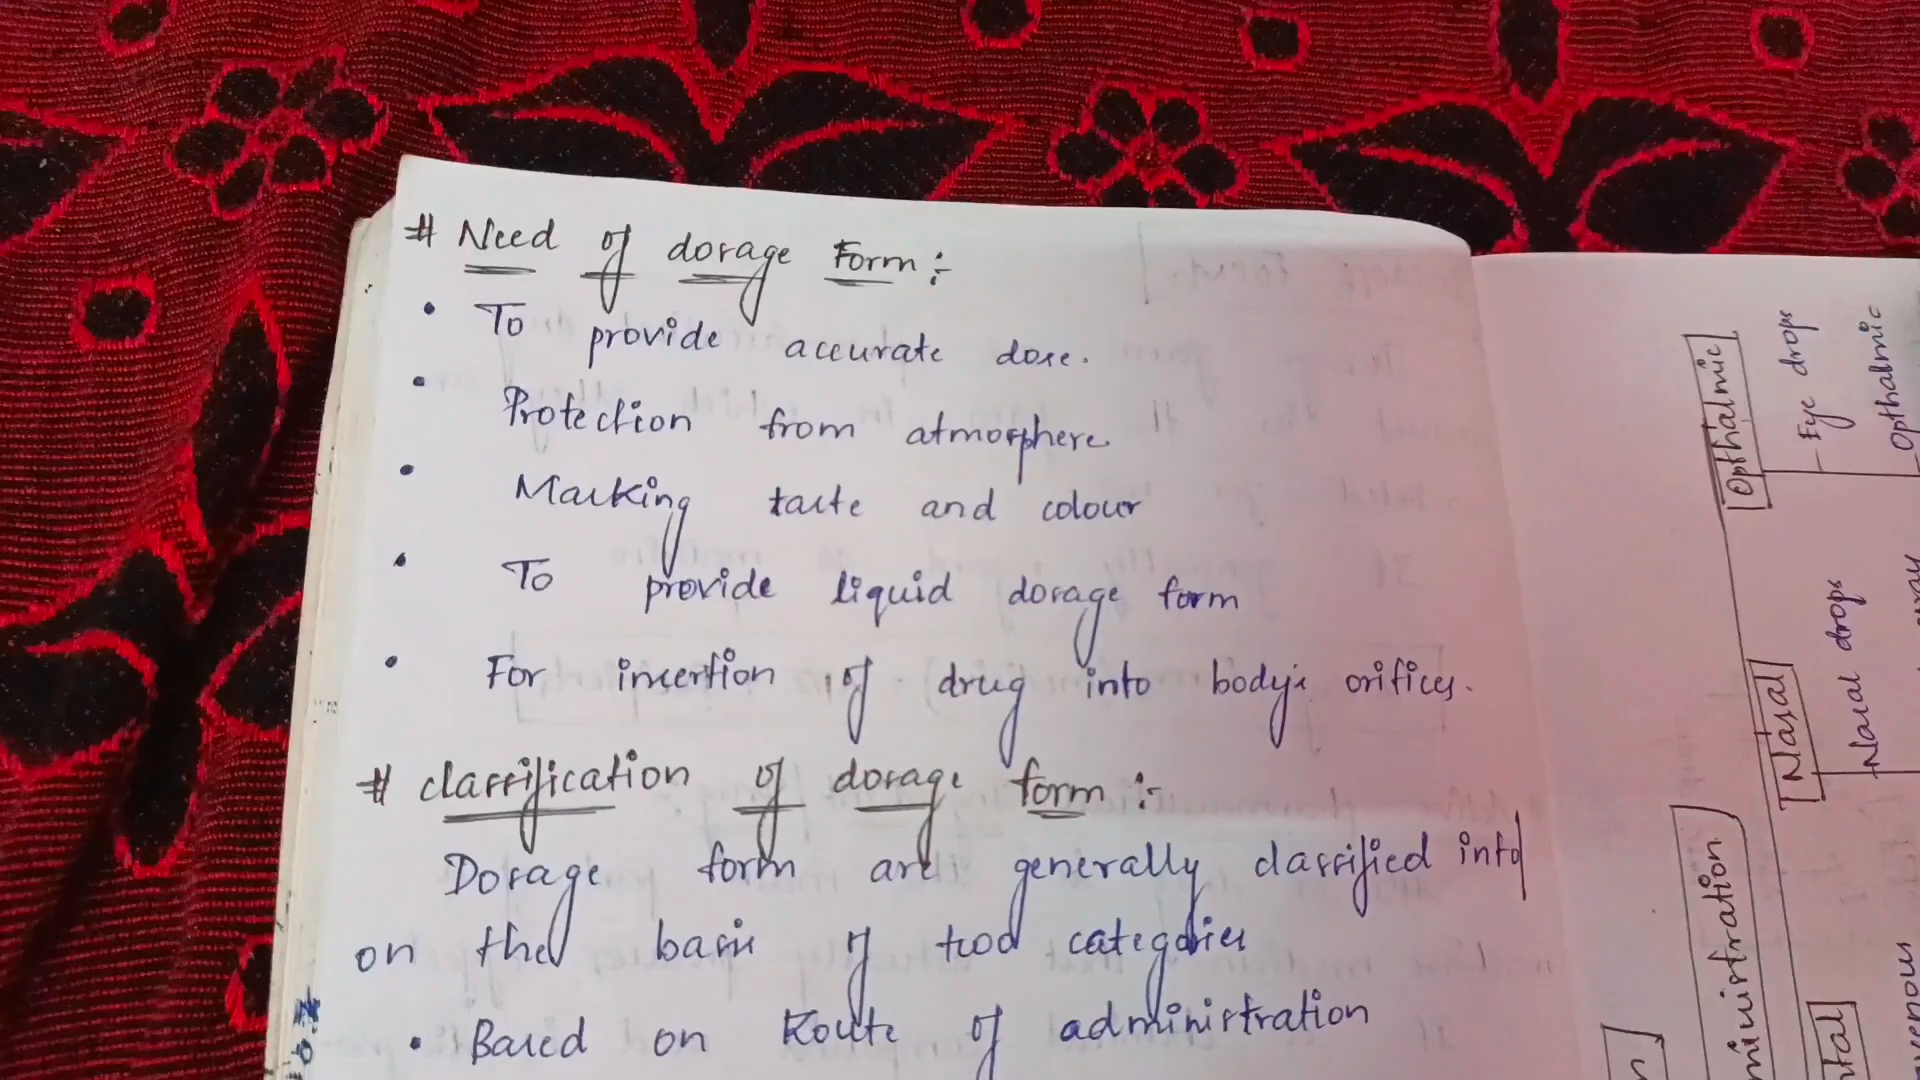 # Need of dosage Form :-
• To provide accurate dose.
• Protection from atmosphere
• Masking taste and colour
• To provide liquid dosage form
• For insertion of drug into body's orifices.
# classification of dosage form :-
Dosage form are generally classified into
on the basis of two categories
• Based on Route of administration
Opthalmic
- Eye drops
- Opthalmic
Nasal
- Nasal drops